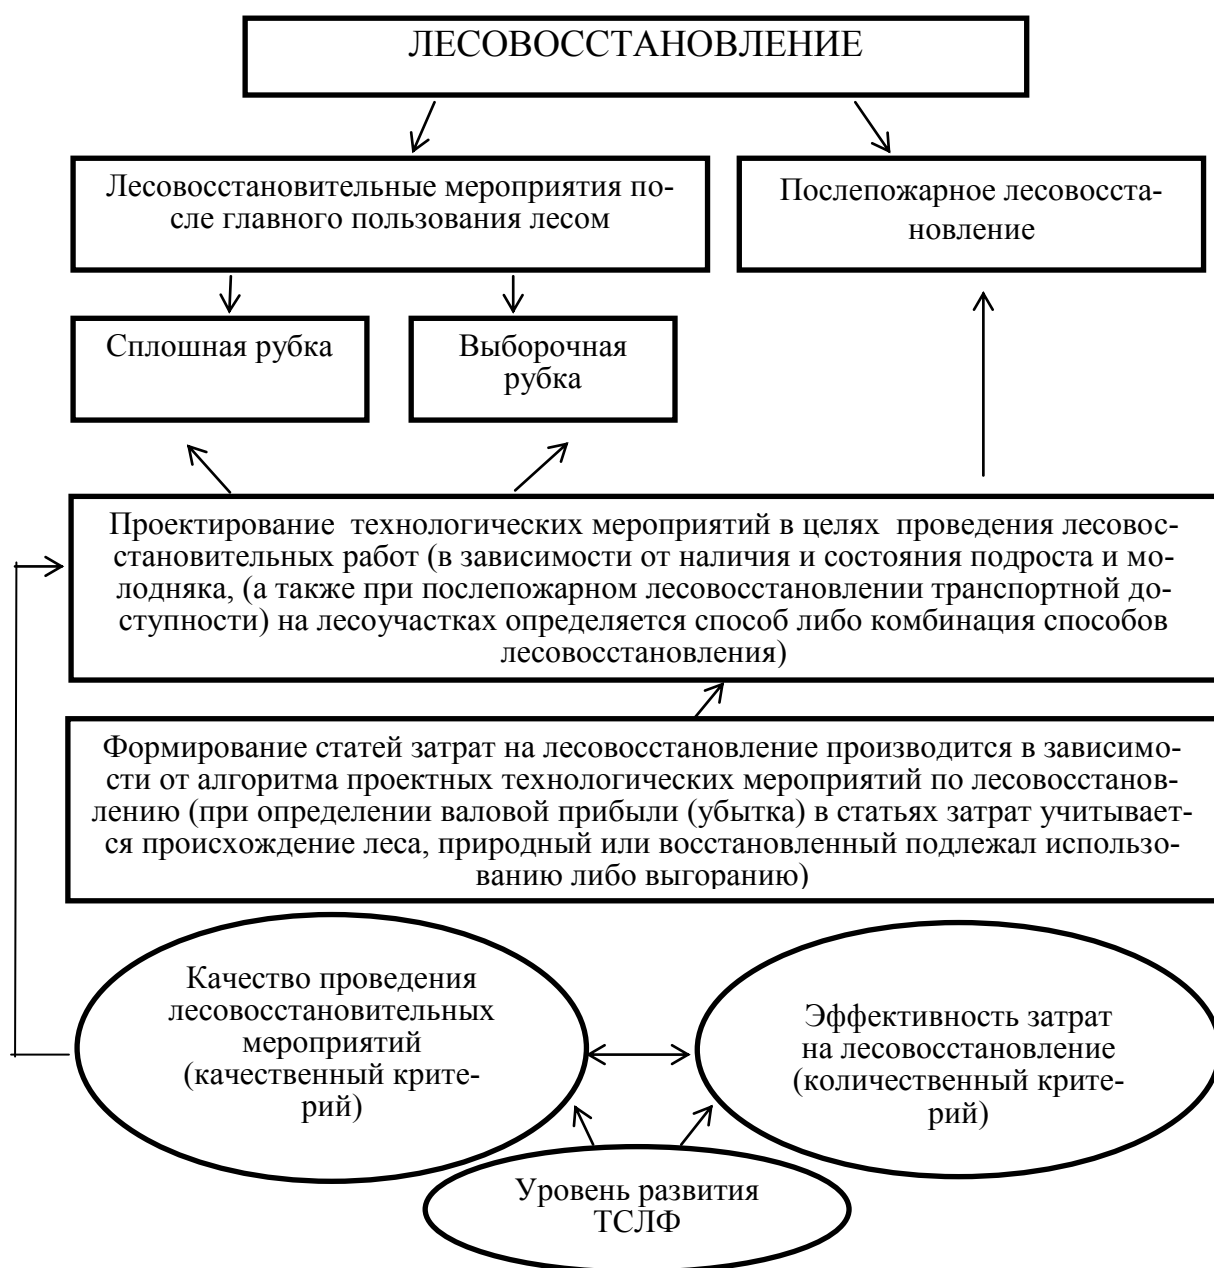 ЛЕСОВОССТАНОВЛЕНИЕ
Лесовосстановительные мероприятия по-
сле главного пользования лесом
Послепожарное лесовосста-
новление
Сплошная рубка
Выборочная
рубка
Проектирование технологических мероприятий в целях проведения лесовос-
становительных работ (в зависимости от наличия и состояния подроста и мо-
лодняка, (а также при послепожарном лесовосстановлении транспортной до-
ступности) на лесоучастках определяется способ либо комбинация способов
лесовосстановления)
Формирование статей затрат на лесовосстановление производится в зависимо-
сти от алгоритма проектных технологических мероприятий по лесовосстанов-
лению (при определении валовой прибыли (убытка) в статьях затрат учитывает-
ся происхождение леса, природный или восстановленный подлежал использо-
ванию либо выгоранию)
Качество проведения
лесовосстановительных
мероприятий
(качественный крите-
рий)
Эффективность затрат
на лесовосстановление
(количественный крите-
рий)
Уровень развития
ТСЛФ